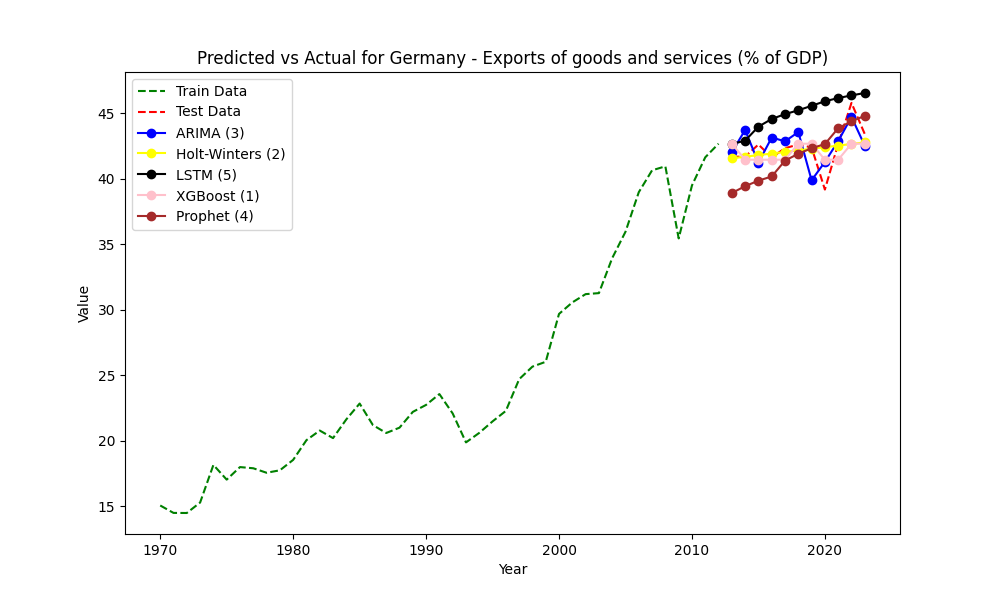 Predicted vs Actual for Germany - Exports of goods and services (% of GDP)
Train Data
Test Data
ARIMA (3)
Holt-Winters (2)
LSTM (5)
XGBoost (1)
Prophet (4)
Value
45
40
35
30
25
20
15
1970
1980
1990
2000
2010
2020
Year